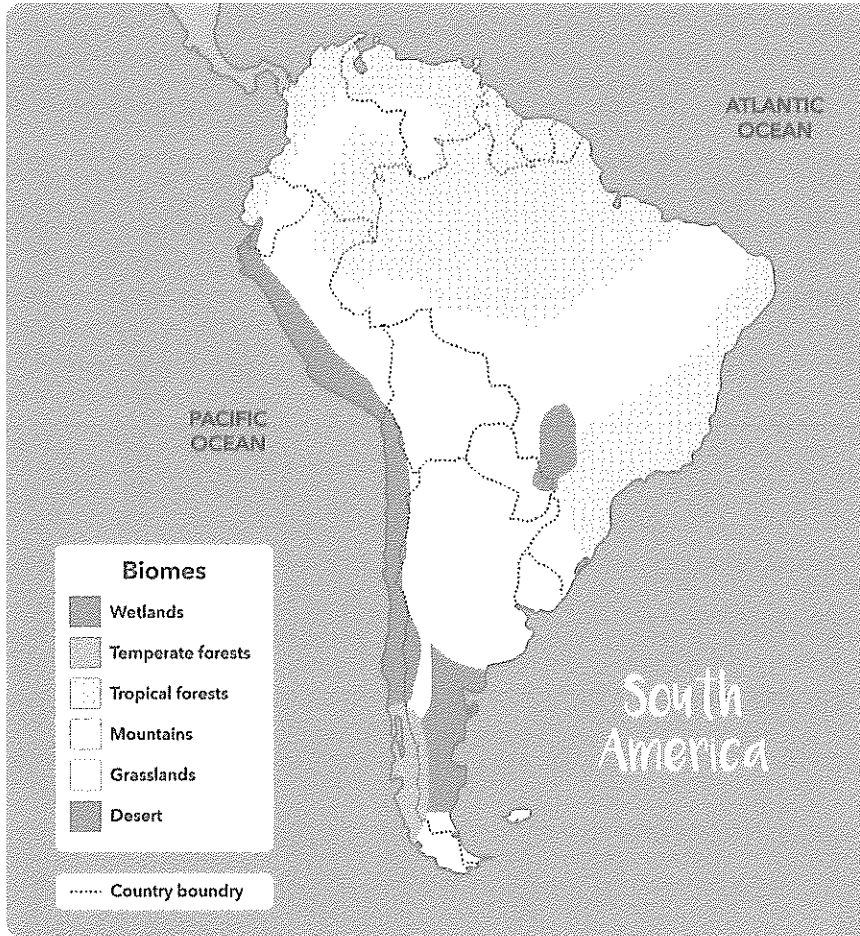 ATLANTIC
OCEAN
PACIFIC
OCEAN
Biomes
Wetlands
Temperate forests
Tropical forests
Mountains
Grasslands
Desert
Country boundry
South
America